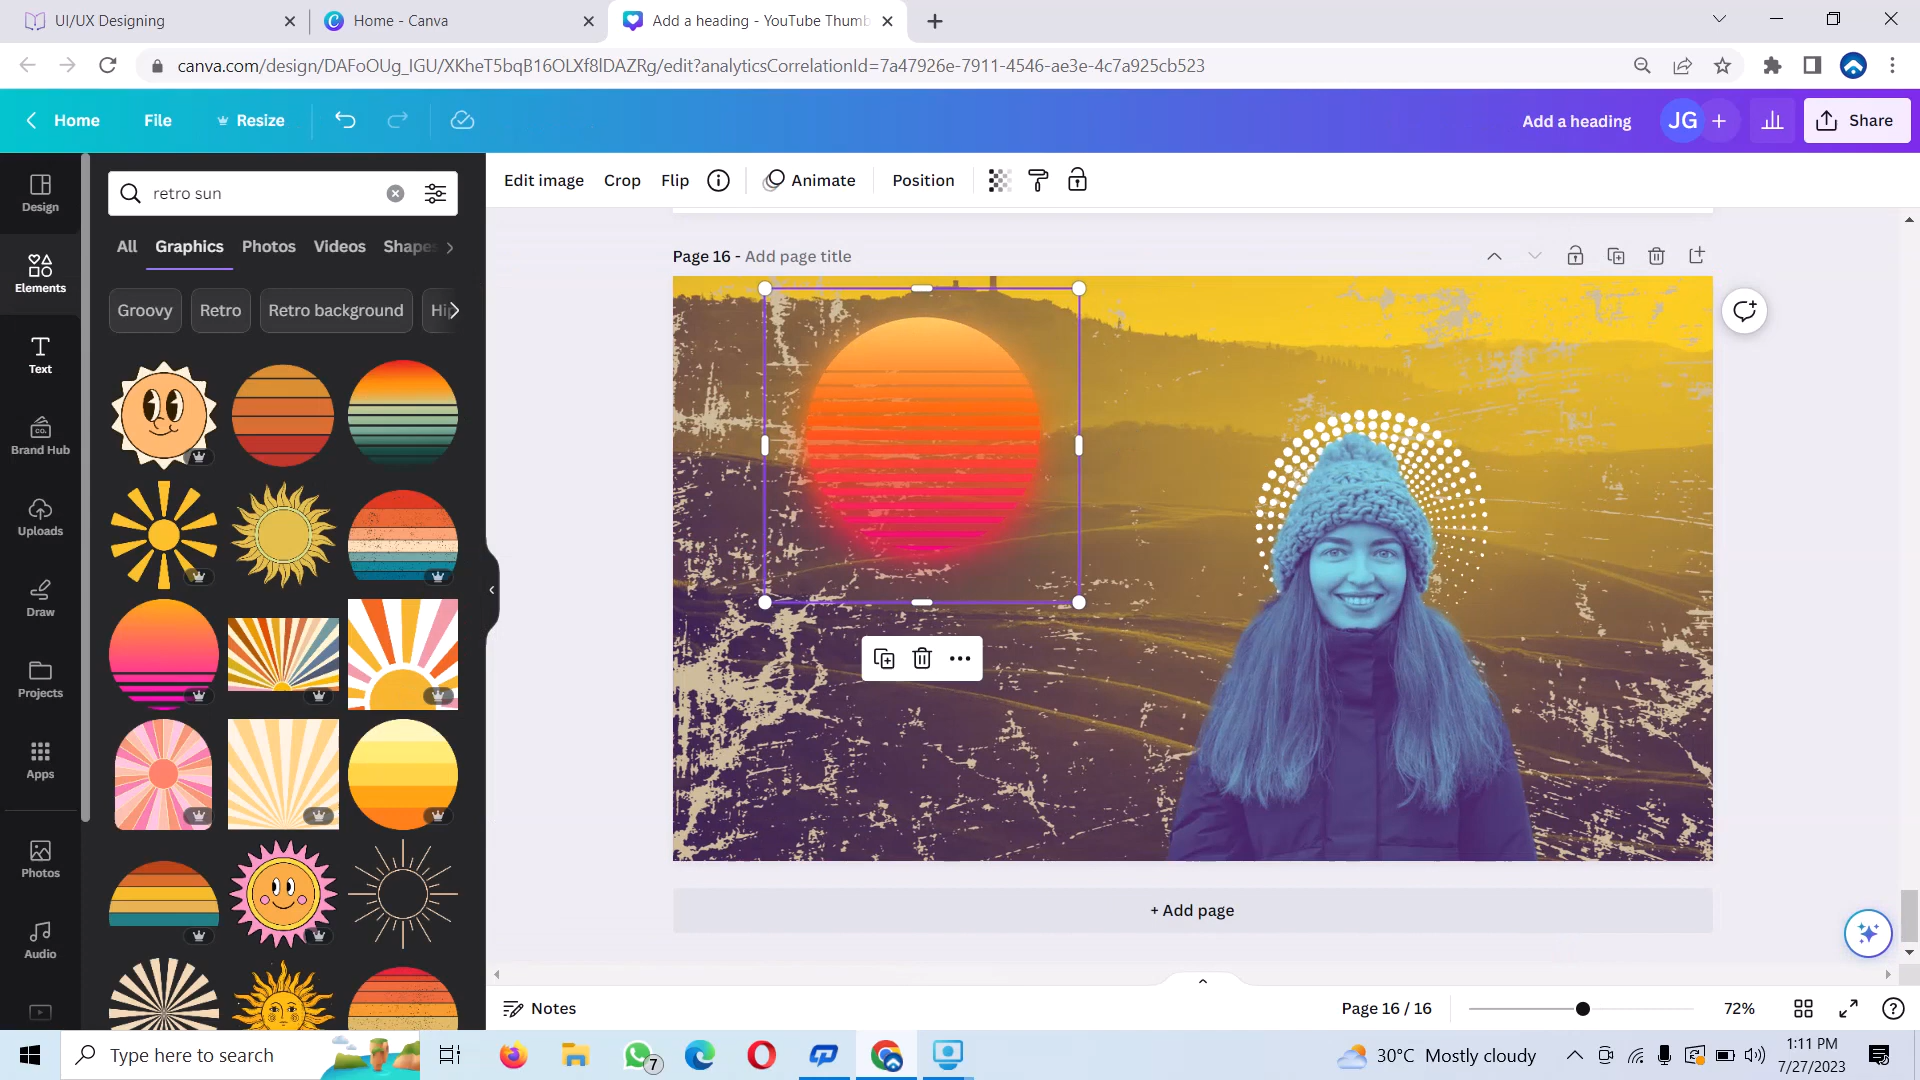 UI/UX Designing
Home - Canva
Add a heading - YouTube Thumb
canva.com/design/DAFoOUg_IGU/XKheT5bqB16OLXf8lDAZRg/edit?analyticsCorrelationId=7a47926e-7911-4546-ae3e-4c7a925cb523
Home
File
Resize
Add a heading
JG
Share
Design
Elements
Text
Brand Hub
Uploads
Draw
Projects
Apps
Photos
Audio
retro sun
All Graphics Photos Videos Shapes
Groovy Retro Retro background Hi
Edit image Crop Flip Animate Position
Page 16 - Add page title
+ Add page
Notes
Page 16 / 16
72%
Type here to search
7
30°C Mostly cloudy
1:11 PM
7/27/2023